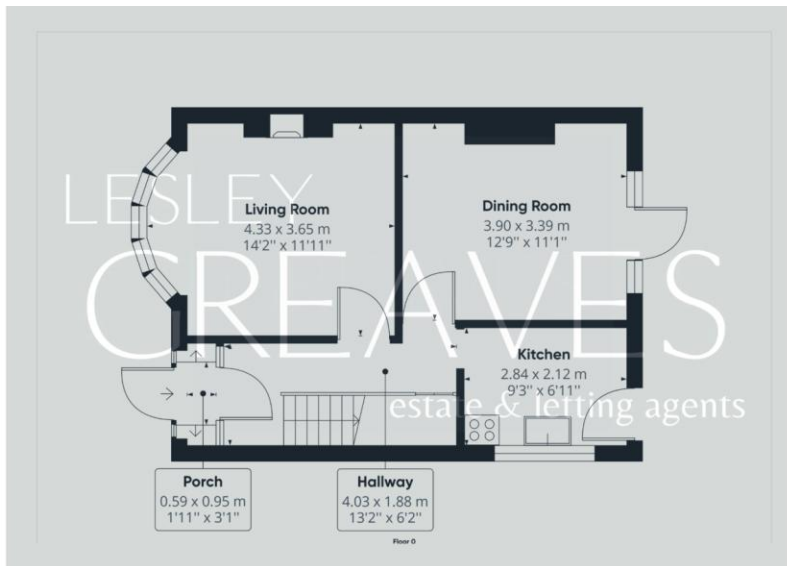 LESLEY
GREAVES
estate & letting agents
Living Room
4.33 x 3.65 m
14'2'' x 11'11''
Dining Room
3.90 x 3.39 m
12'9'' x 11'1''
Kitchen
2.84 x 2.12 m
9'3'' x 6'11''
Porch
0.59 x 0.95 m
1'11'' x 3'1''
Hallway
4.03 x 1.88 m
13'2'' x 6'2''
Floor 0